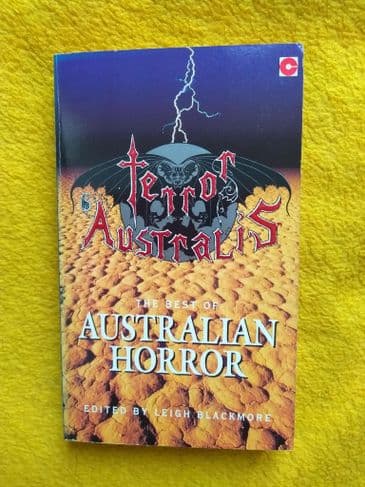 terror
AUSTRALIS
THE BEST OF
AUSTRALIAN
HORROR
EDITED BY LEIGH BLACKMORE